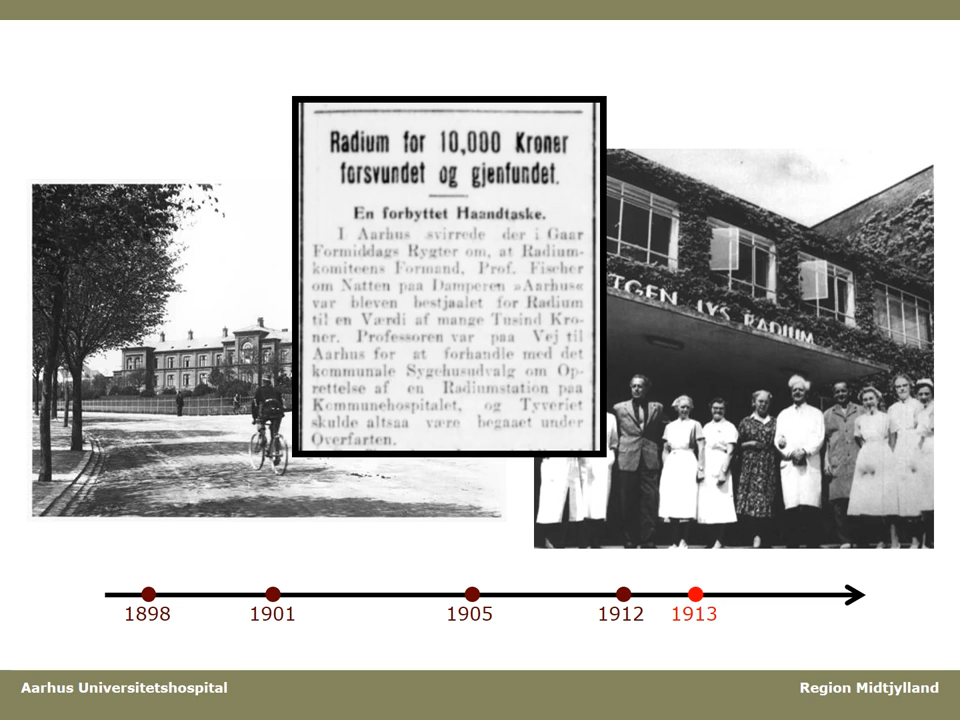 Radium for 10,000 Kroner
forsvundet og gjenfundet.
En forbyttet Haandtaske.
I Aarhus svirrede der i Gaar
Formiddags Rygter om, at Radium-
komiteens Formand, Prof. Fischer
om Natten paa Damperen »Aarhus«
var bleven bestjaalet for Radium
til en Værdi af mange Tusind Kro-
ner. Professoren var paa Vej til
Aarhus for at forhandle med det
kommunale Sygehusudvalg om Op-
rettelse af en Radiumstation paa
Kommunehospitalet, og Tyveriet
skulde altsaa være begaaet under
Overfarten.
TGEN LYS RADIUM
1898 1901 1905 1912 1913
Aarhus Universitetshospital
Region Midtjylland